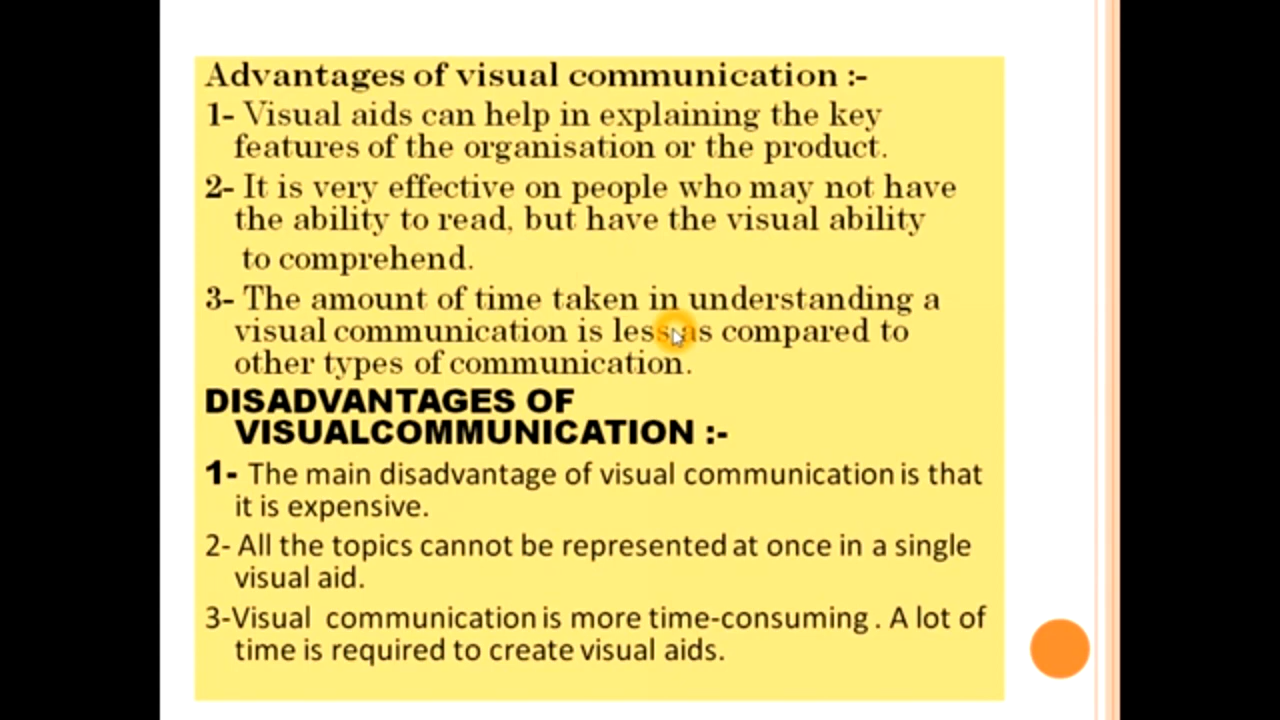 Advantages of visual communication :-
1- Visual aids can help in explaining the key
features of the organisation or the product.
2- It is very effective on people who may not have
the ability to read, but have the visual ability
to comprehend.
3- The amount of time taken in understanding a
visual communication is less as compared to
other types of communication.
DISADVANTAGES OF
VISUALCOMMUNICATION :-
1- The main disadvantage of visual communication is that
it is expensive.
2- All the topics cannot be represented at once in a single
visual aid.
3-Visual communication is more time-consuming . A lot of
time is required to create visual aids.